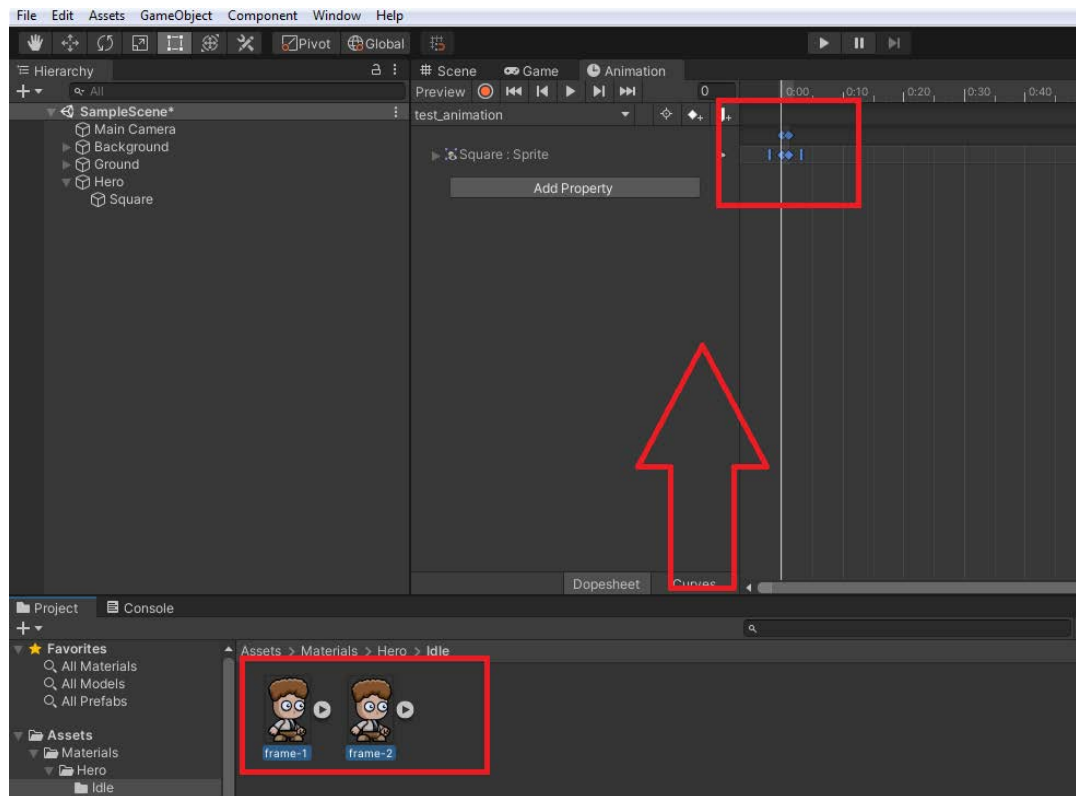 File Edit Assets GameObject Component Window Help
Pivot Global
Hierarchy
All
SampleScene*
Main Camera
Background
Ground
Hero
Square
# Scene Game Animation
Preview 0
0:00 0:10 0:20 0:30 0:40
test_animation
Square : Sprite
Add Property
Dopesheet Curves
Project Console
Favorites
All Materials
All Models
All Prefabs
Assets
Materials
Hero
Idle
Assets > Materials > Hero > Idle
frame-1 frame-2